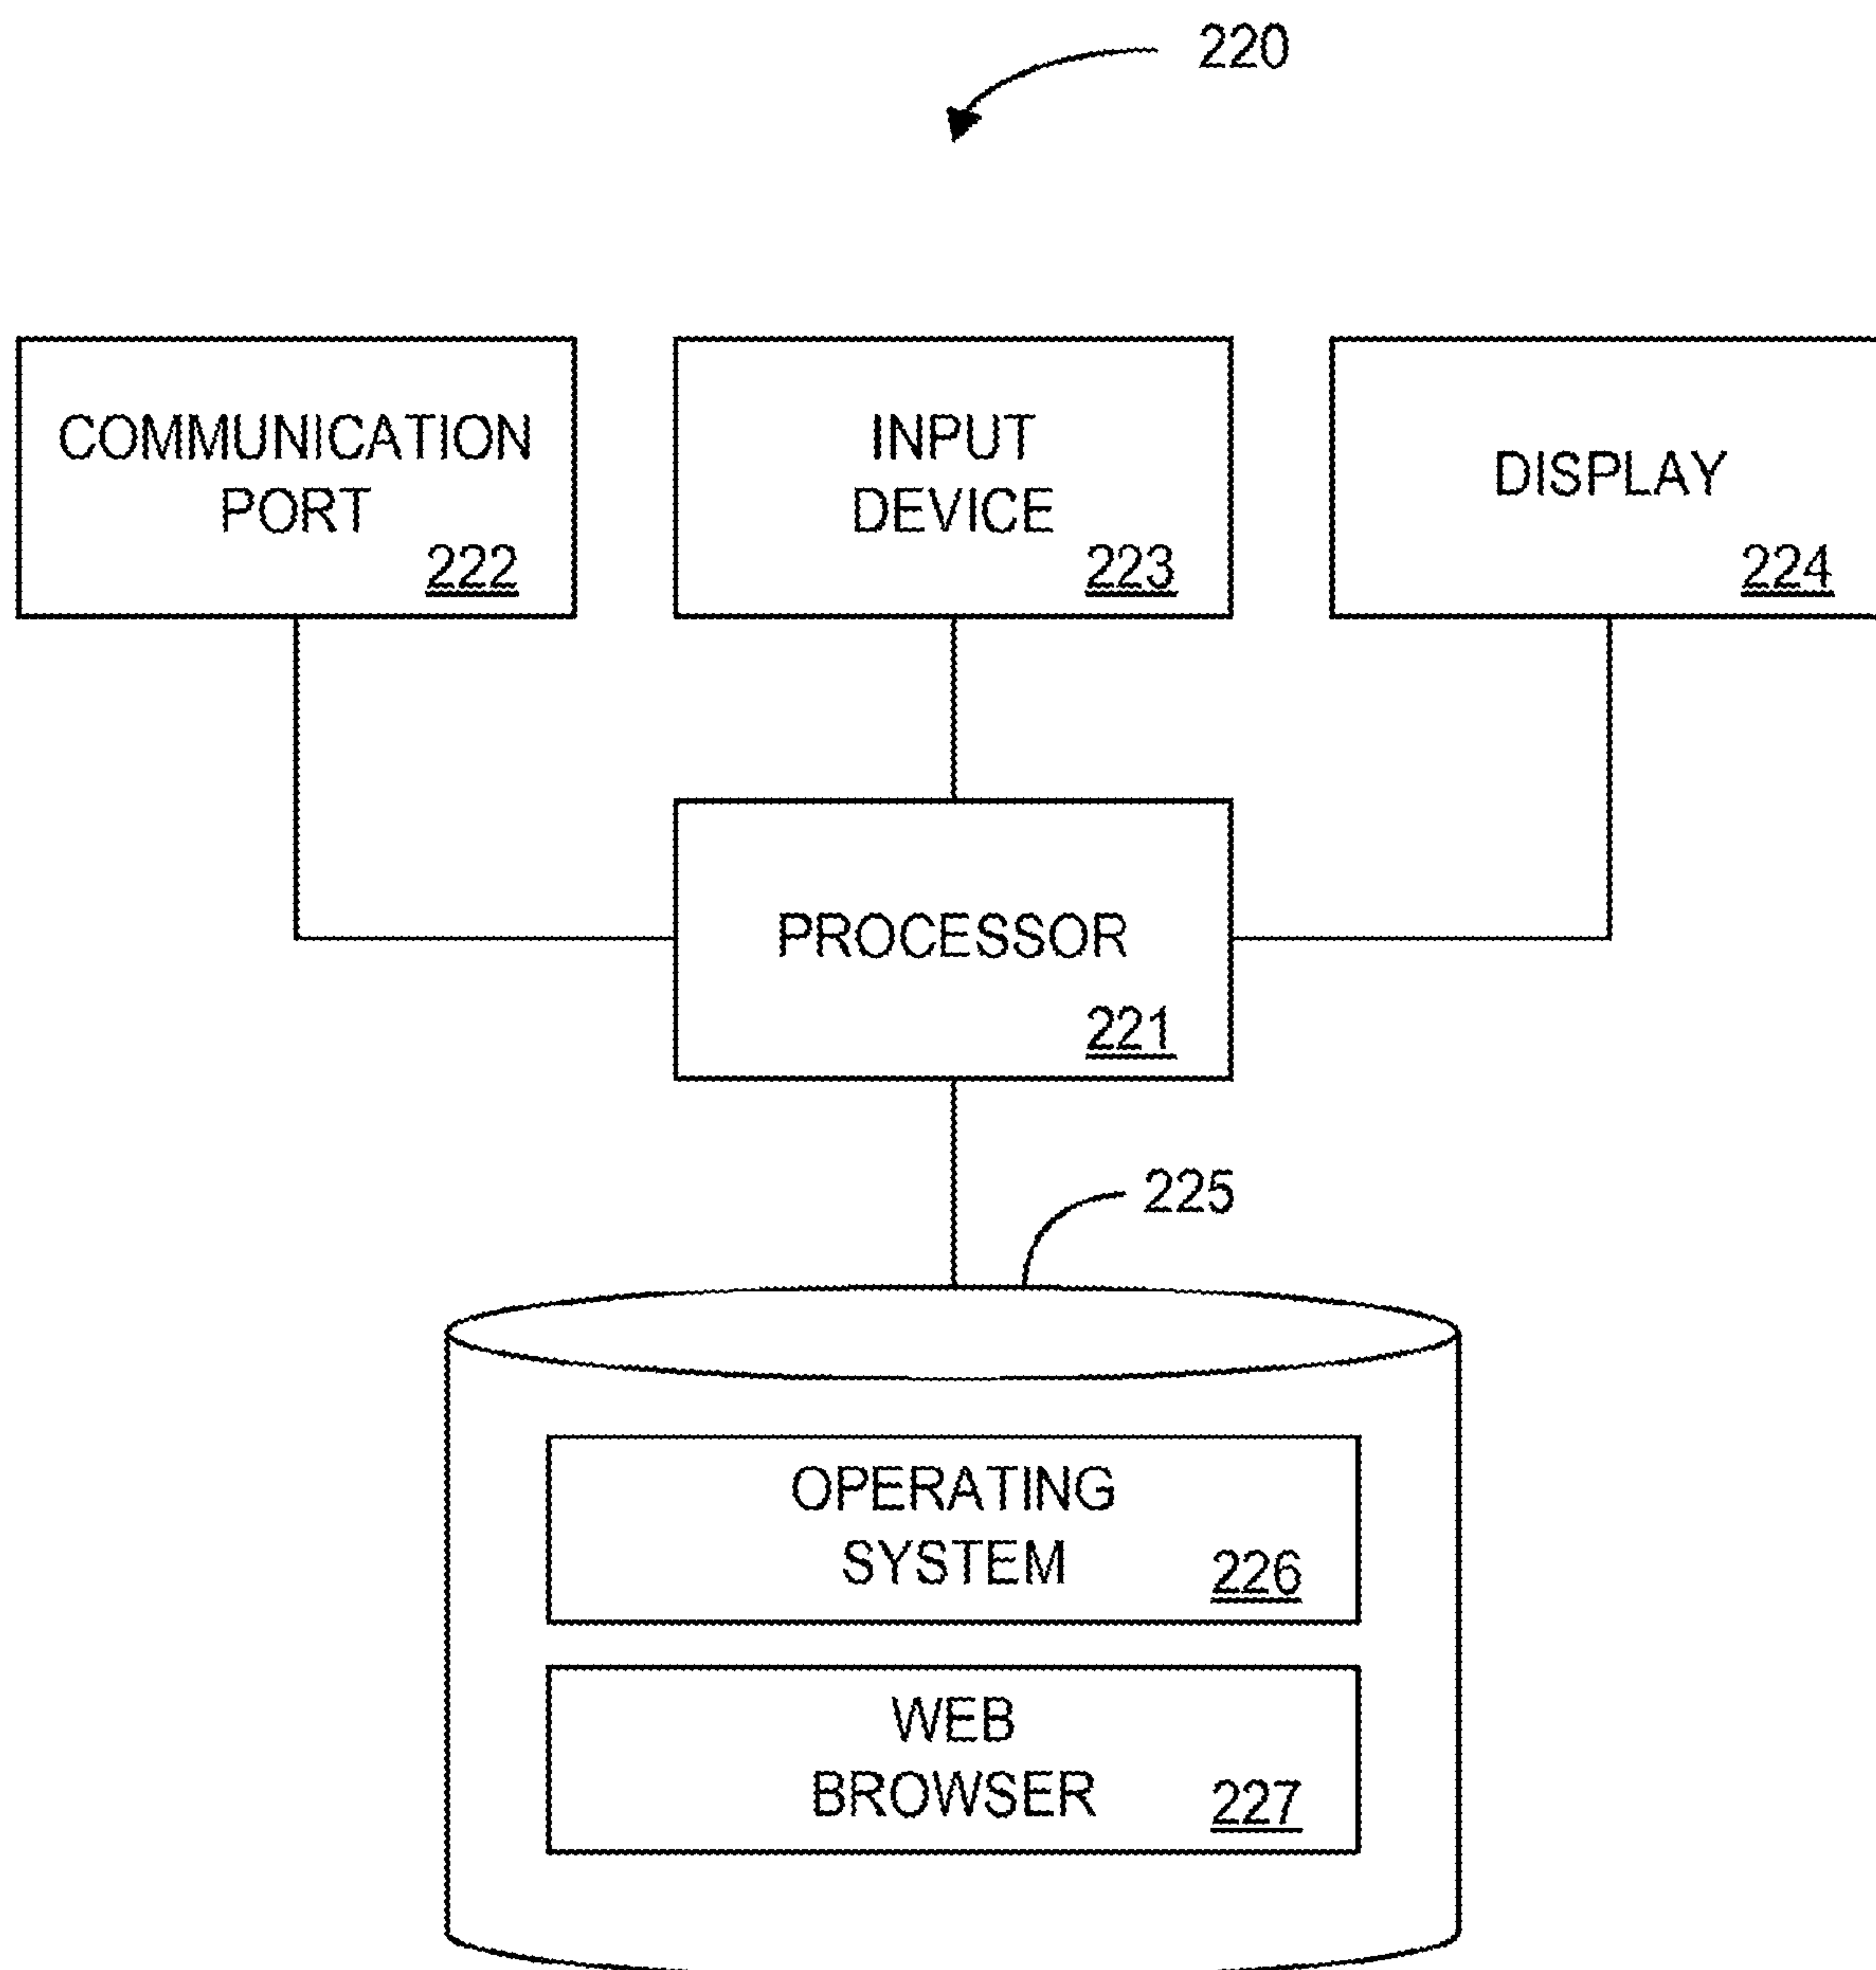 220
COMMUNICATION
PORT
222
INPUT
DEVICE
223
DISPLAY
224
PROCESSOR
221
225
OPERATING
SYSTEM
226
WEB
BROWSER
227